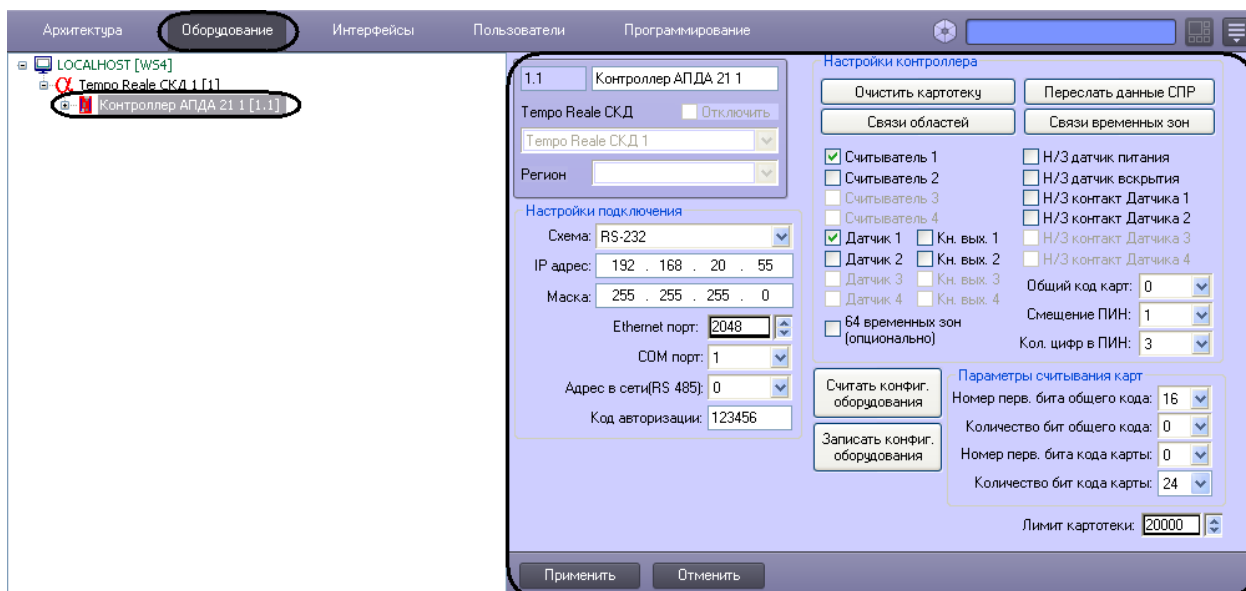 Архитектура Оборудование Интерфейсы Пользователи Программирование
LOCALHOST [WS4]
Tempo Reale СКД 1 [1]
Контроллер АПДА 21 1 [1.1]
1.1 Контроллер АПДА 21 1
Tempo Reale СКД Отключить
Tempo Reale СКД 1
Регион
Настройки подключения
Схема: RS-232
IP адрес: 192 . 168 . 20 . 55
Маска: 255 . 255 . 255 . 0
Ethernet порт: 2048
COM порт: 1
Адрес в сети(RS 485): 0
Код авторизации: 123456
Настройки контроллера
Очистить картотеку Переслать данные СПР
Связи областей Связи временных зон
Считыватель 1 Н/З датчик питания
Считыватель 2 Н/З датчик вскрытия
Считыватель 3 Н/З контакт Датчика 1
Считыватель 4 Н/З контакт Датчика 2
Датчик 1 Кн. вых. 1 Н/З контакт Датчика 3
Датчик 2 Кн. вых. 2 Н/З контакт Датчика 4
Датчик 3 Кн. вых. 3 Общий код карт: 0
Датчик 4 Кн. вых. 4
64 временных зон Смещение ПИН: 1
(опционально) Кол. цифр в ПИН: 3
Считать конфиг.
оборудования
Записать конфиг.
оборудования
Параметры считывания карт
Номер перв. бита общего кода: 16
Количество бит общего кода: 0
Номер перв. бита кода карты: 0
Количество бит кода карты: 24
Лимит картотеки: 20000
Применить Отменить